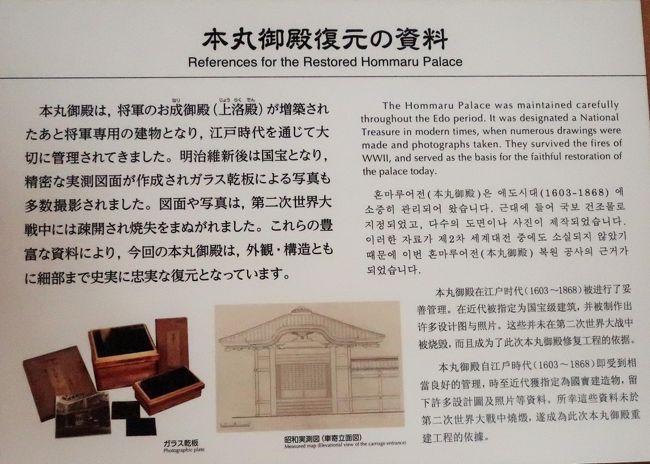 本丸御殿復元の資料
References for the Restored Hommaru Palace
本丸御殿は，将軍のお成御殿（上洛殿）が増築され
たあと将軍専用の建物となり，江戸時代を通じて大
切に管理されてきました。明治維新後は国宝となり，
精密な実測図面が作成されガラス乾板による写真も
多数撮影されました。図面や写真は，第二次世界大
戦中には疎開され焼失をまぬがれました。これらの豊
富な資料により，今回の本丸御殿は，外観・構造とも
に細部まで史実に忠実な復元となっています。
The Hommaru Palace was maintained carefully
throughout the Edo period. It was designated a National
Treasure in modern times, when numerous drawings were
made and photographs taken. They survived the fires of
WWII, and served as the basis for the faithful restoration of
the palace today.
혼마루어전(本丸御殿)은 에도시대(1603-1868) 에
소중히 관리되어 왔습니다. 근대에 들어 국보 건조물로
지정되었고, 다수의 도면이나 사진이 제작되었습니다.
이러한 자료가 제2차 세계대전 중에도 소실되지 않았기
때문에 이번 혼마루어전(本丸御殿) 복원 공사의 근거가
되었습니다.
本丸御殿在江户时代(1603～1868)被进行了妥
善管理。在近代被指定为国宝级建筑，并被制作出
许多设计图与照片。这些并未在第二次世界大战中
被烧毁，而且成为了此次本丸御殿修复工程的依据。
本丸御殿自江戶時代(1603～1868)即受到相
當良好的管理，時至近代獲指定為國寶建造物，留
下許多設計圖及照片等資料。所幸這些資料未於
第二次世界大戰中燒燬，遂成為此次本丸御殿重
建工程的依據。
ガラス乾板
Photographic plate
昭和実測図（車寄立面図）
Measured map (Elevational view of the carriage entrance)